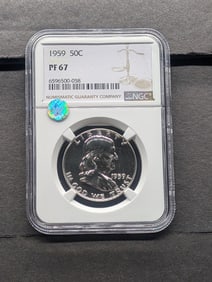 1959 50C
PF 67
6596500-056
NUMISMATIC GUARANTY COMPANY
NGC
LIBERTY
1959
IN GOD WE TRUST